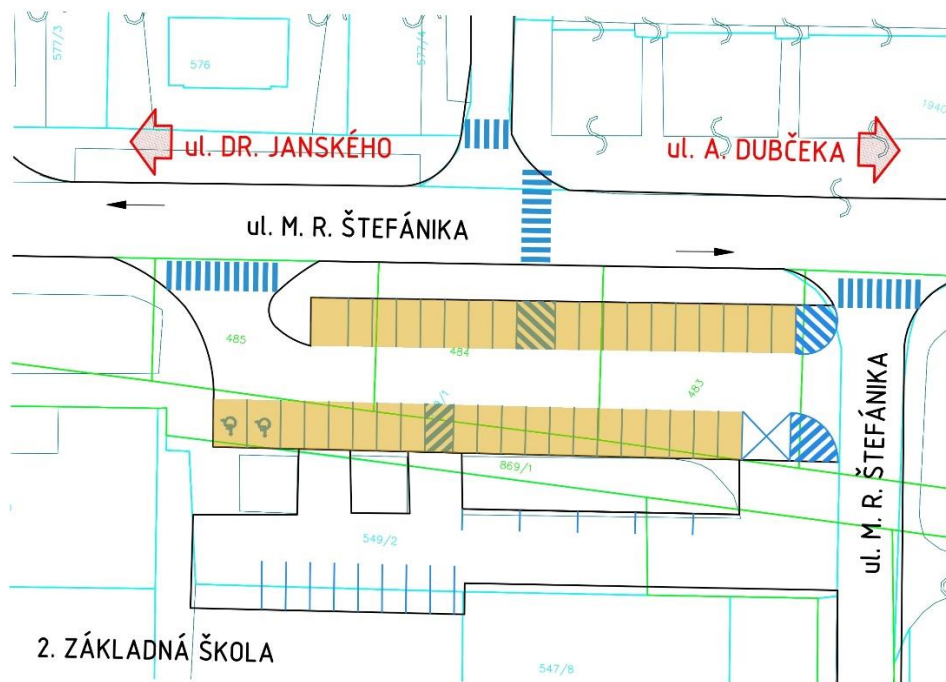 577/3
576
577/4
1940
ul. DR. JANSKÉHO
ul. A. DUBČEKA
ul. M. R. ŠTEFÁNIKA
485
484
483
869/1
549/2
ul. M. R. ŠTEFÁNIKA
2. ZÁKLADNÁ ŠKOLA
547/8